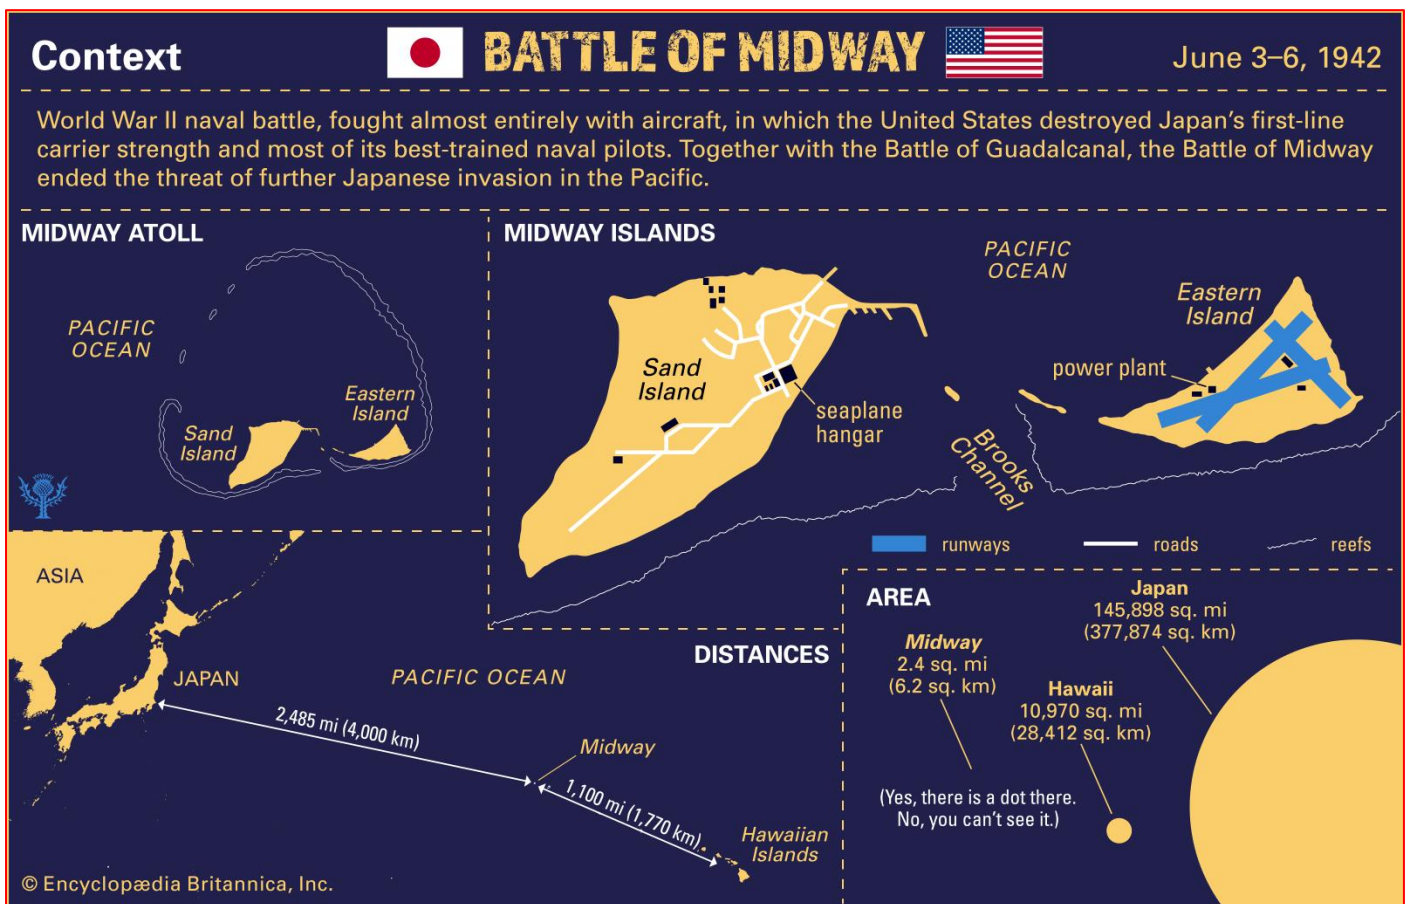 Context
BATTLE OF MIDWAY
June 3–6, 1942
World War II naval battle, fought almost entirely with aircraft, in which the United States destroyed Japan's first-line
carrier strength and most of its best-trained naval pilots. Together with the Battle of Guadalcanal, the Battle of Midway
ended the threat of further Japanese invasion in the Pacific.
MIDWAY ATOLL
PACIFIC
OCEAN
Eastern
Island
Sand
Island
MIDWAY ISLANDS
PACIFIC
OCEAN
Eastern
Island
power plant
Sand
Island
seaplane
hangar
Brooks
Channel
runways
roads
reefs
DISTANCES
ASIA
JAPAN
PACIFIC OCEAN
2,485 mi (4,000 km)
Midway
1,100 mi (1,770 km)
Hawaiian
Islands
© Encyclopædia Britannica, Inc.
AREA
Japan
145,898 sq. mi
(377,874 sq. km)
Midway
2.4 sq. mi
(6.2 sq. km)
Hawaii
10,970 sq. mi
(28,412 sq. km)
(Yes, there is a dot there.
No, you can't see it.)